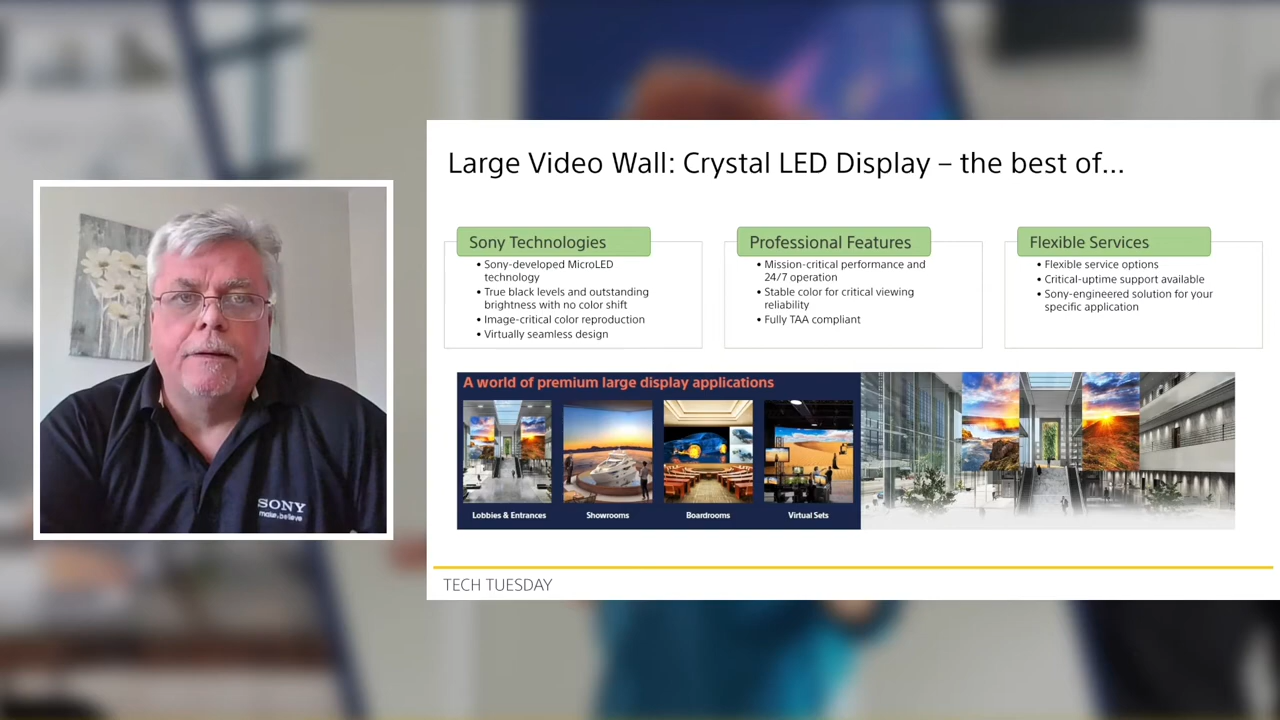 Large Video Wall: Crystal LED Display – the best of...
Sony Technologies
• Sony-developed MicroLED
technology
• True black levels and outstanding
brightness with no color shift
• Image-critical color reproduction
• Virtually seamless design
Professional Features
• Mission-critical performance and
24/7 operation
• Stable color for critical viewing
reliability
• Fully TAA compliant
Flexible Services
• Flexible service options
• Critical-uptime support available
• Sony-engineered solution for your
specific application
A world of premium large display applications
Lobbies & Entrances
Showrooms
Boardrooms
Virtual Sets
SONY
make.believe
TECH TUESDAY